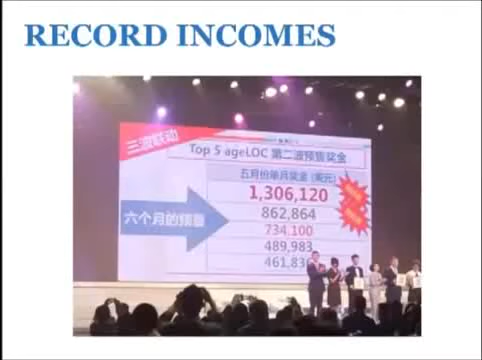 RECORD INCOMES
三波联动
Top 5 ageLOC 第二波预售奖金
五月份单月奖金 (美元)
1,306,120
862,864
六个月的预售
734,100
489,983